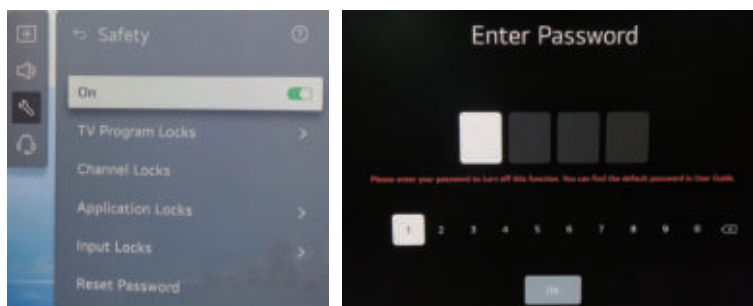 Safety
On
TV Program Locks
Channel Locks
Application Locks
Input Locks
Reset Password
Enter Password
Please enter your password to turn off this function. You can find the default password in User Guide.
1 2 3 4 5 6 7 8 9 0